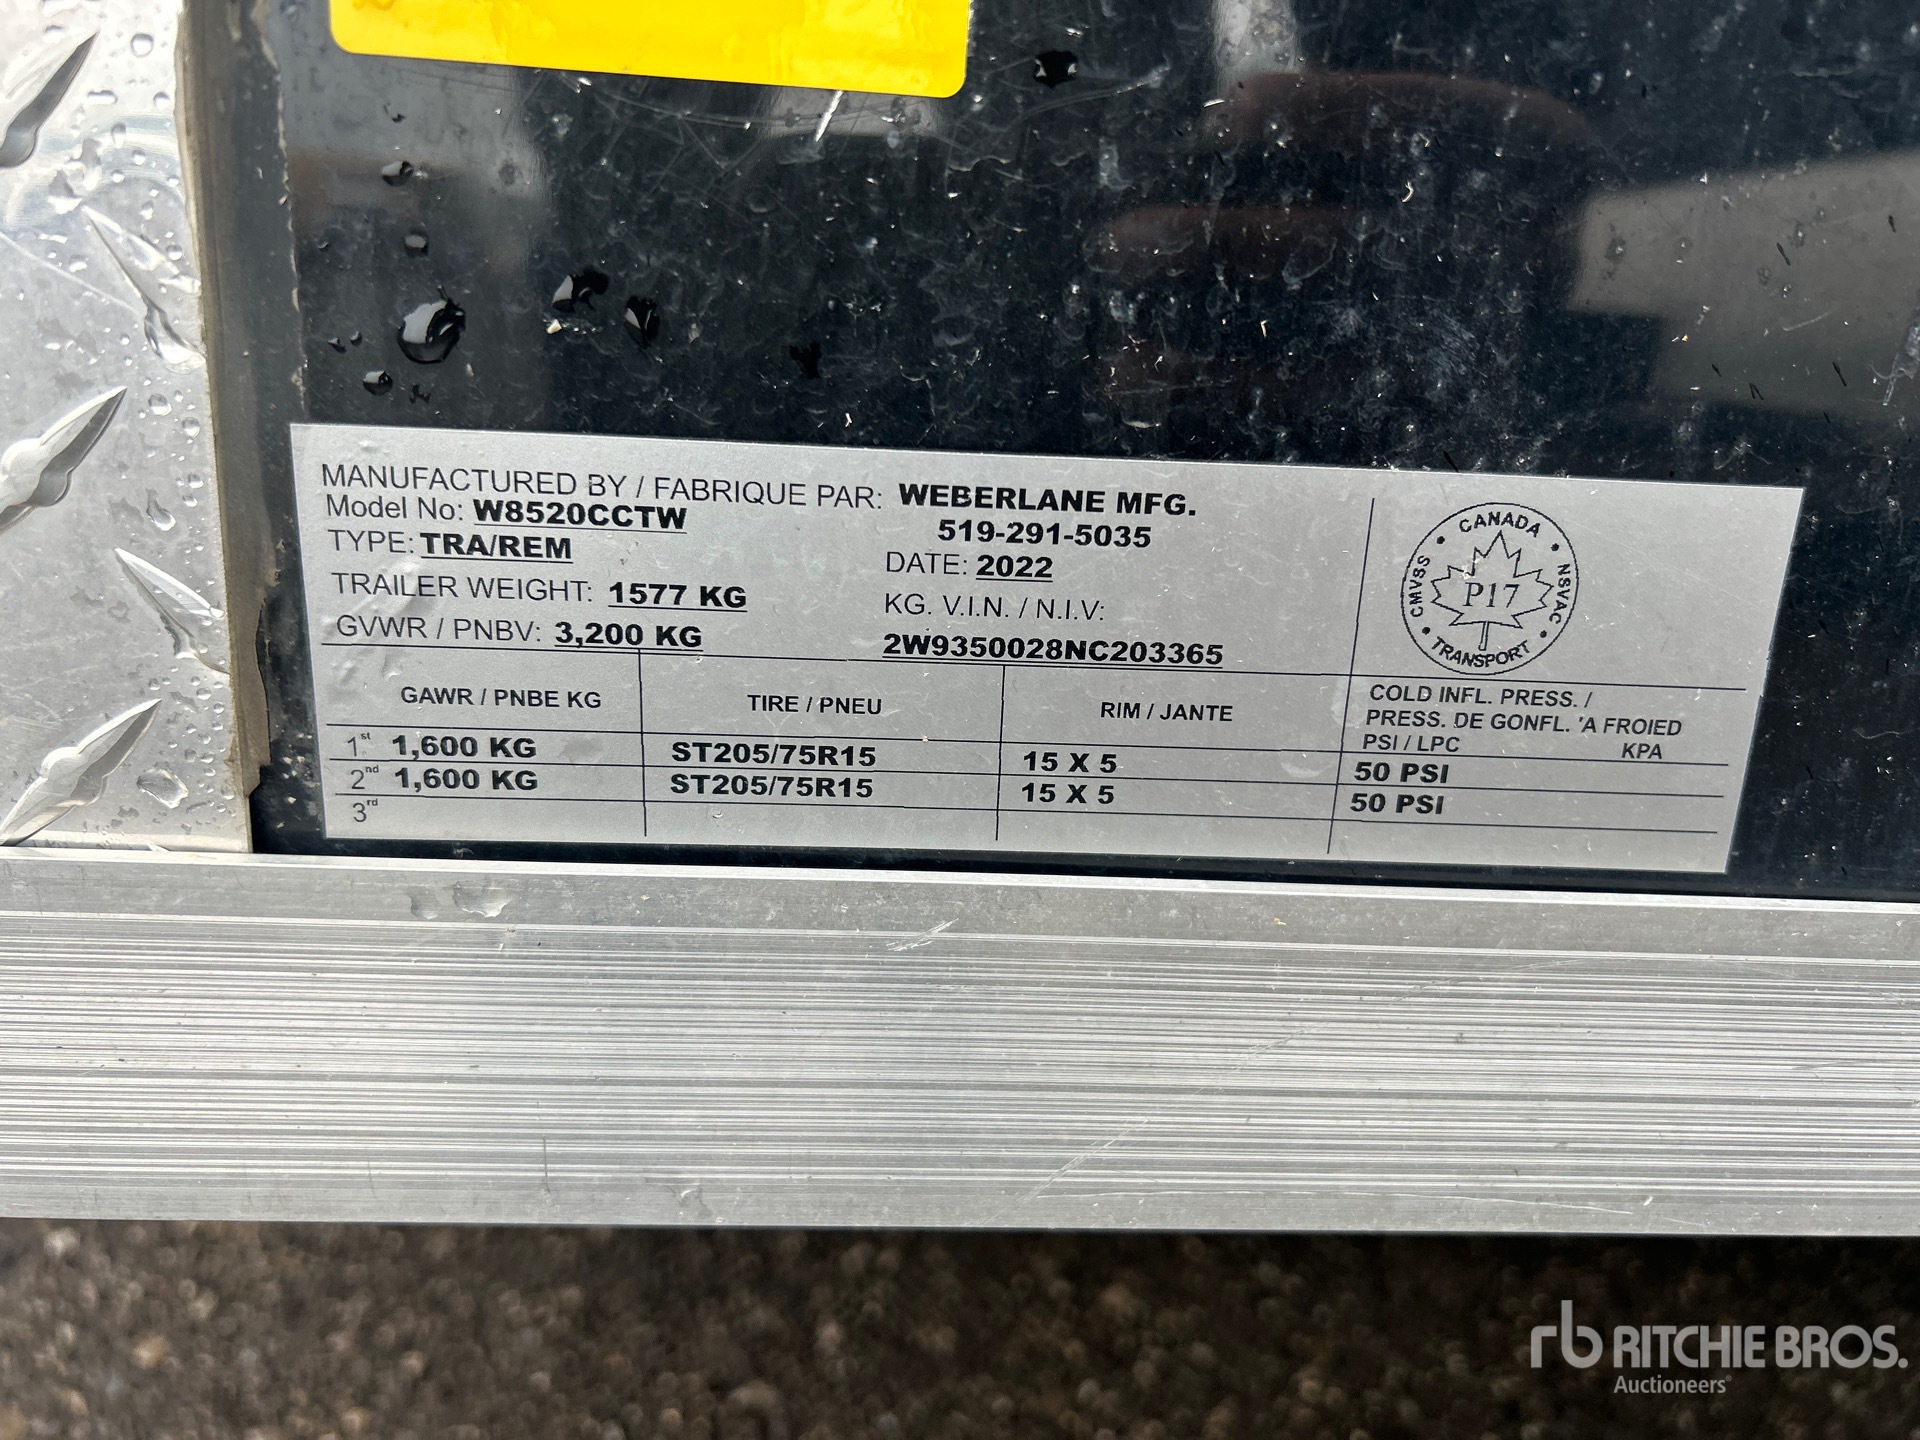 MANUFACTURED BY / FABRIQUE PAR: WEBERLANE MFG.
Model No: W8520CCTW 519-291-5035
TYPE: TRA/REM DATE: 2022
TRAILER WEIGHT: 1577 KG KG. V.I.N. / N.I.V:
GVWR / PNBV: 3,200 KG 2W9350028NC203365
CANADA
CMVSS • P17 • NSVAC
TRANSPORT
GAWR / PNBE KG TIRE / PNEU RIM / JANTE COLD INFL. PRESS. /
PRESS. DE GONFL. 'A FROIED
PSI / LPC KPA
1st 1,600 KG ST205/75R15 15 X 5 50 PSI
2nd 1,600 KG ST205/75R15 15 X 5 50 PSI
3rd
rb RITCHIE BROS.
Auctioneers